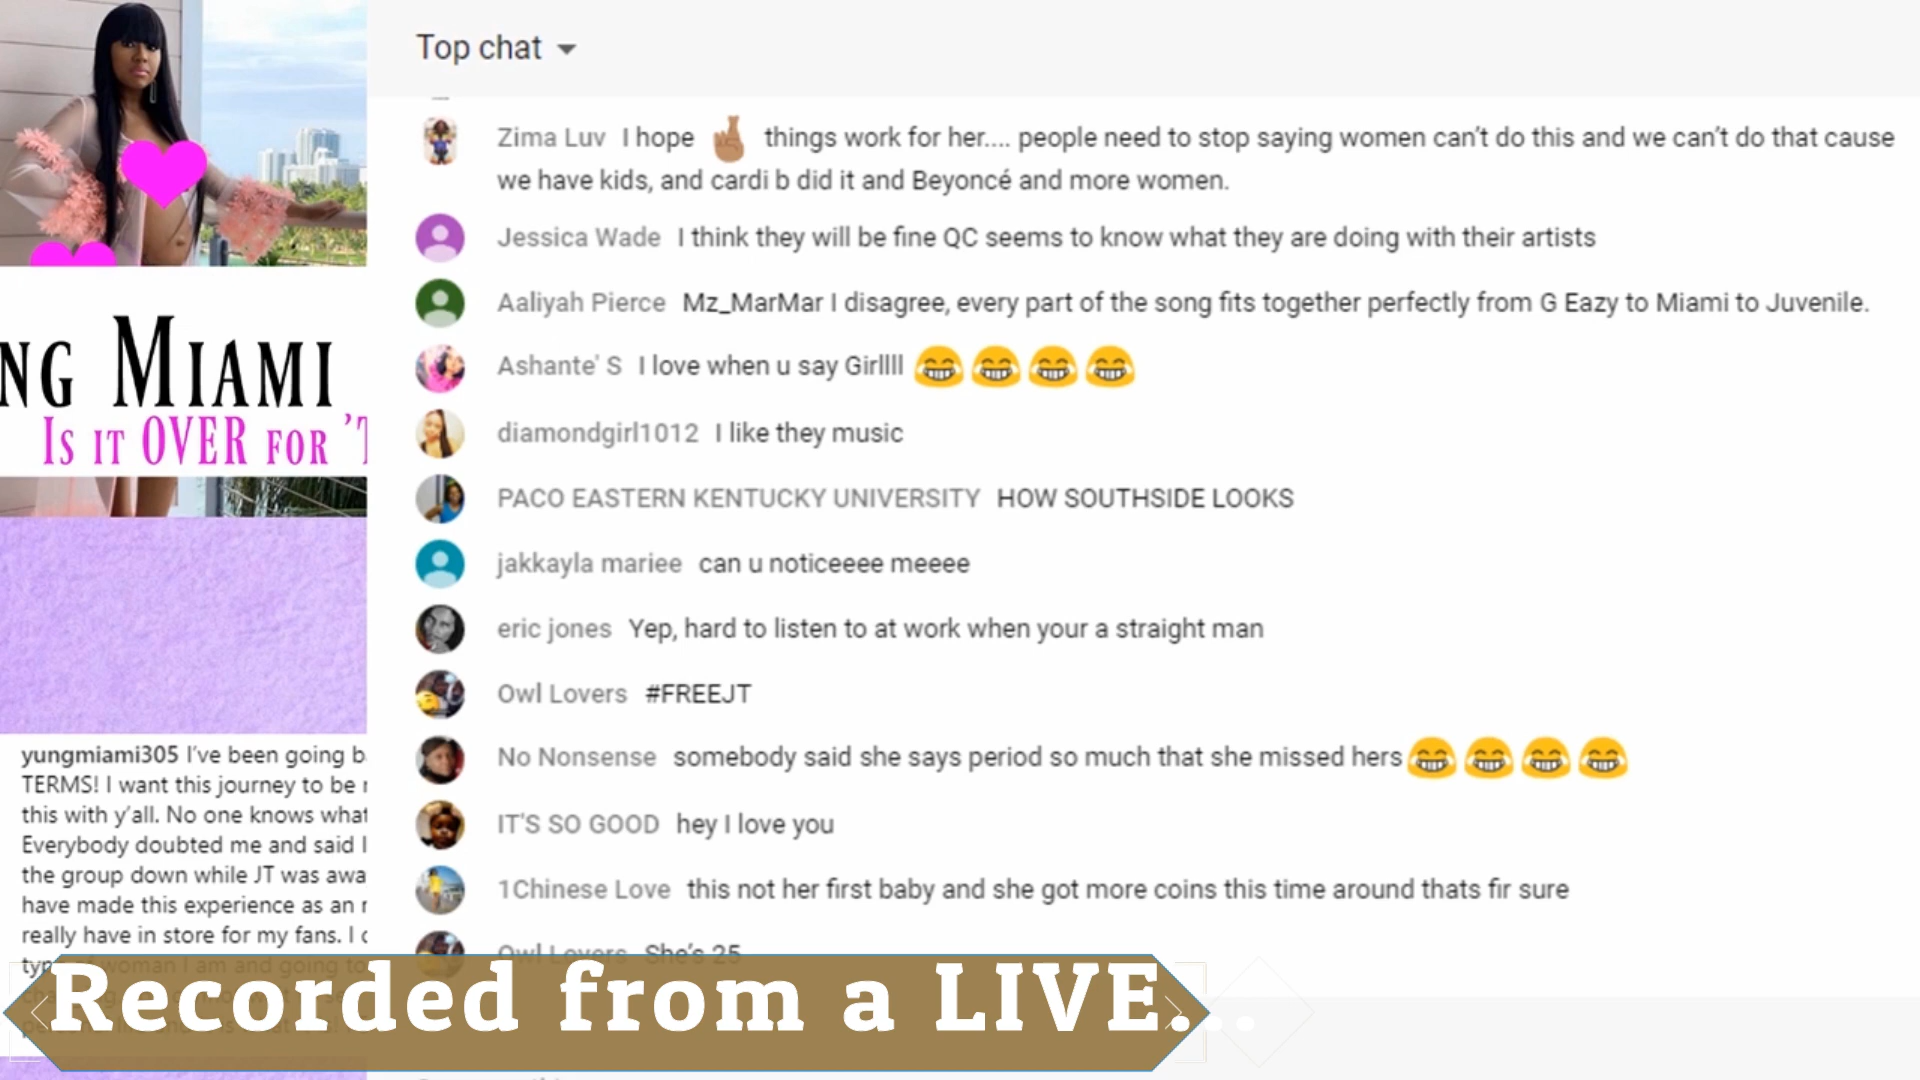 Top chat
Zima Luv I hope things work for her.... people need to stop saying women can't do this and we can't do that cause
we have kids, and cardi b did it and Beyoncé and more women.
Jessica Wade I think they will be fine QC seems to know what they are doing with their artists
Aaliyah Pierce Mz_MarMar I disagree, every part of the song fits together perfectly from G Eazy to Miami to Juvenile.
Ashante' S I love when u say Girllll 😂😂😂😂
diamondgirl1012 I like they music
PACO EASTERN KENTUCKY UNIVERSITY HOW SOUTHSIDE LOOKS
jakkayla mariee can u noticeeee meeee
eric jones Yep, hard to listen to at work when your a straight man
Owl Lovers #FREEJT
No Nonsense somebody said she says period so much that she missed hers😂😂😂😂
IT'S SO GOOD hey I love you
1Chinese Love this not her first baby and she got more coins this time around thats fir sure
Owl Lovers She's 25
NG MIAMI
IS IT OVER FOR 'T
yungmiami305 I've been going b
TERMS! I want this journey to be
this with y'all. No one knows what
Everybody doubted me and said I
the group down while JT was awa
have made this experience as an
really have in store for my fans. I
woman I am and going to
Recorded from a LIVE...